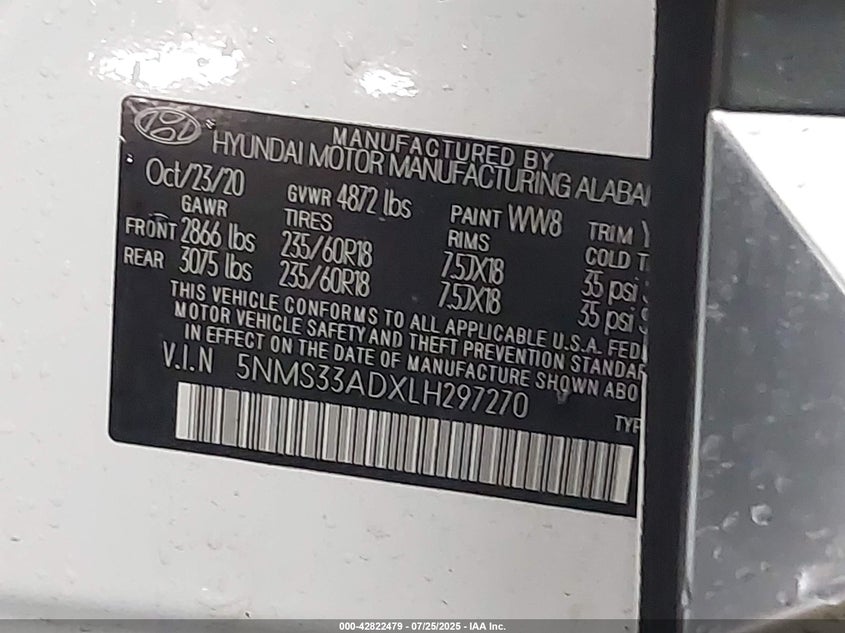 MANUFACTURED BY
HYUNDAI MOTOR MANUFACTURING ALABA
Oct/23/20 GVWR 4872 lbs PAINT WW8 TRIM
GAWR TIRES RIMS COLD T
FRONT 2866 lbs 235/60R18 7.5JX18 35 psi
REAR 3075 lbs 235/60R18 7.5JX18 35 psi
THIS VEHICLE CONFORMS TO ALL APPLICABLE U.S.A. FED
MOTOR VEHICLE SAFETY AND THEFT PREVENTION STANDAR
IN EFFECT ON THE DATE OF MANUFACTURE SHOWN ABO
V.I.N 5NMS33ADXLH297270
TYP
000-42822479 - 07/25/2025 - IAA Inc.